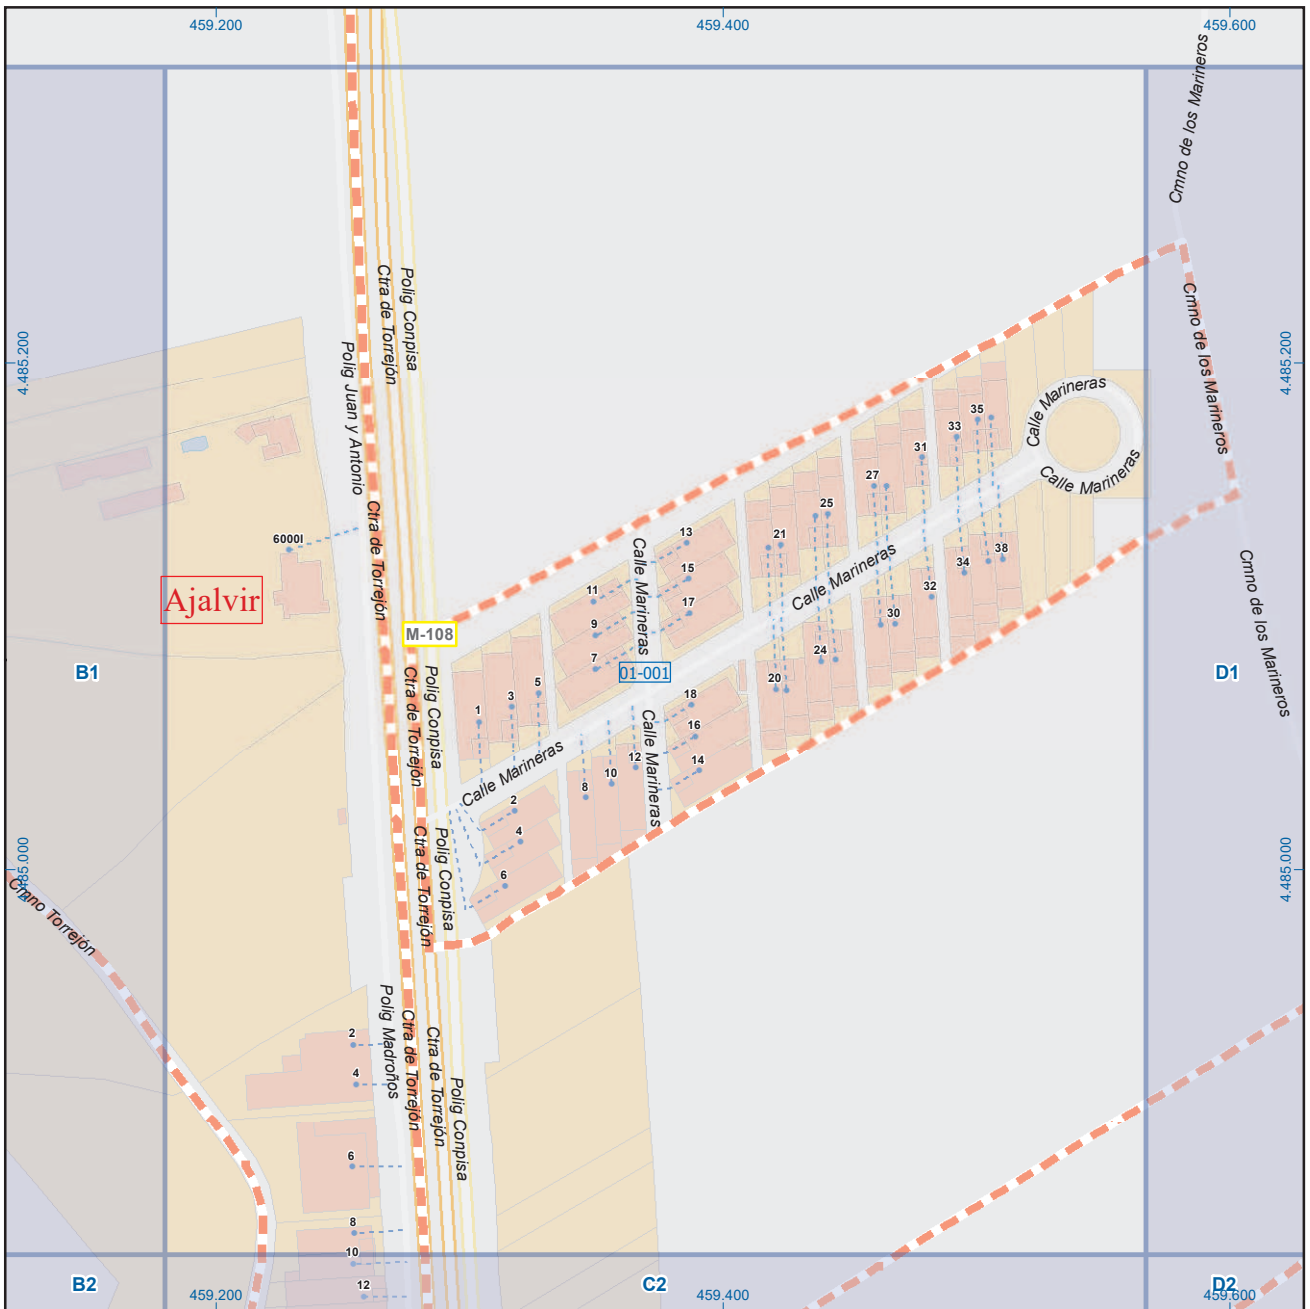 459.200
459.400
459.600
Cmno de los Marineros
Polig Conpisa
Ctra de Torrejón
Cmno de los Marineros
4.485.200
4.485.200
Polig Juan y Antonio
Calle Marineras
35
33
Calle Marineras
31
27
25
Ctra de Torrejón
6000I
21
13
Calle Marineras
38
34
Cmno de los Marineros
15
Calle Marineras
11
32
Ajalvir
17
30
9
M-108
24
7
B1
01-001
D1
20
Polig Conpisa
Ctra de Torrejón
5
18
3
1
16
Calle Marineras
Calle Marineras
12
14
10
8
2
4
Ctra de Torrejón
Polig Conpisa
6
4.485.000
4.485.000
Cmno Torrejón
Polig Madroños
Ctra de Torrejón
Ctra de Torrejón
2
4
Polig Conpisa
6
8
10
12
B2
C2
D2
459.200
459.400
459.600